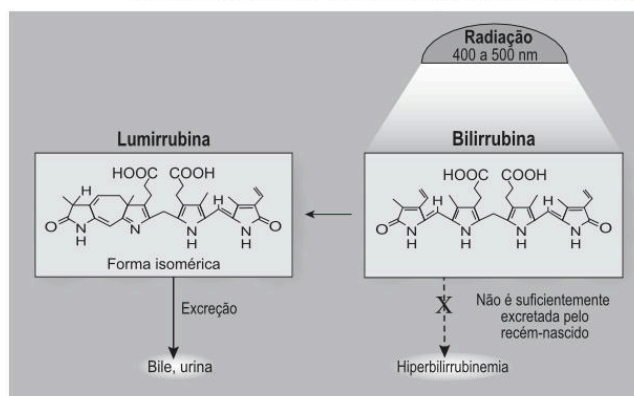 Radiação
400 a 500 nm
Lumirrubina
Bilirrubina
HOOC COOH
H
O
N
H
N
N
H
H
N
H
O
Forma isomérica
HOOC COOH
O
N
H
H
N
H
N
H
H
N
H
O
Excreção
X
Não é suficientemente
excretada pelo
recém-nascido
Bile, urina
Hiperbilirrubinemia